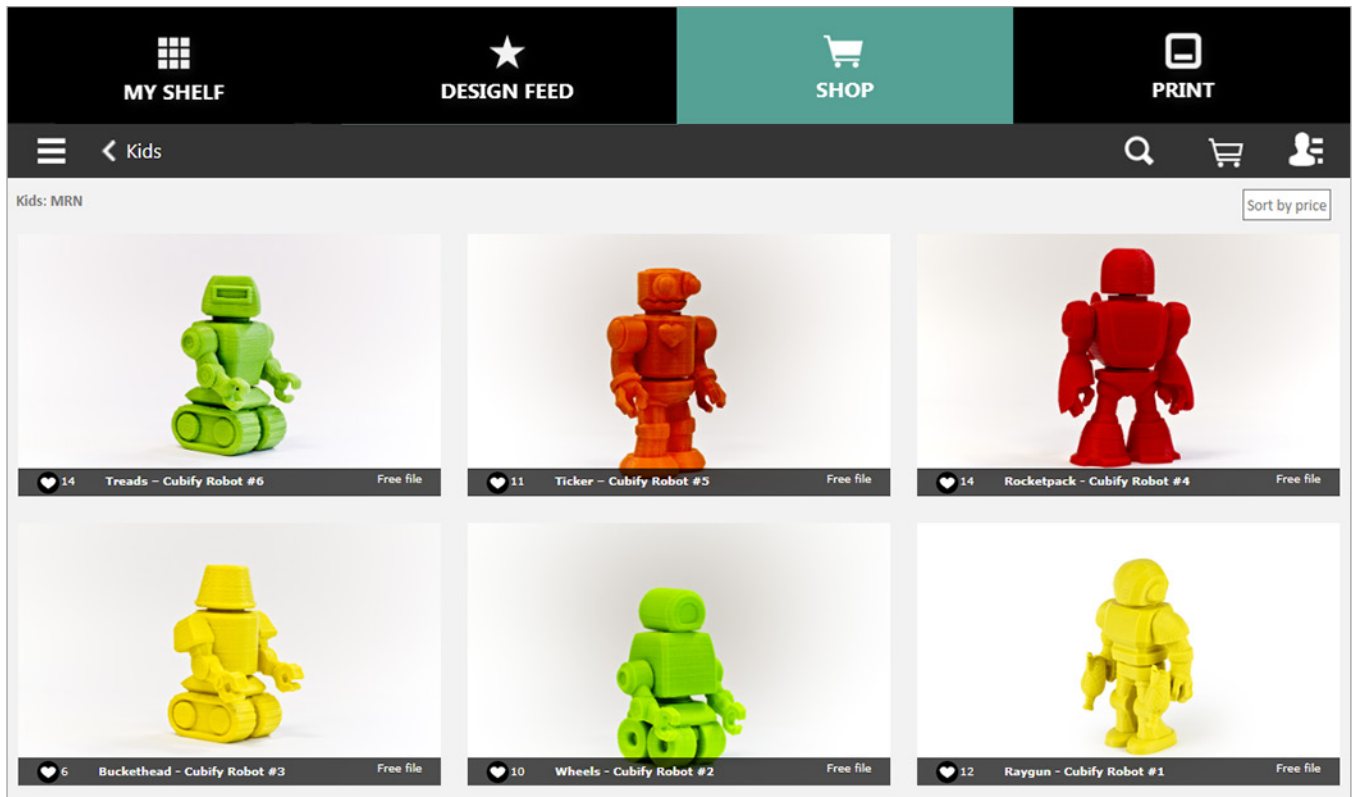 MY SHELF
DESIGN FEED
SHOP
PRINT
Kids
Kids: MRN
Sort by price
14 Treads – Cubify Robot #6 Free file
11 Ticker – Cubify Robot #5 Free file
14 Rocketpack - Cubify Robot #4 Free file
6 Buckethead - Cubify Robot #3 Free file
10 Wheels - Cubify Robot #2 Free file
12 Raygun - Cubify Robot #1 Free file